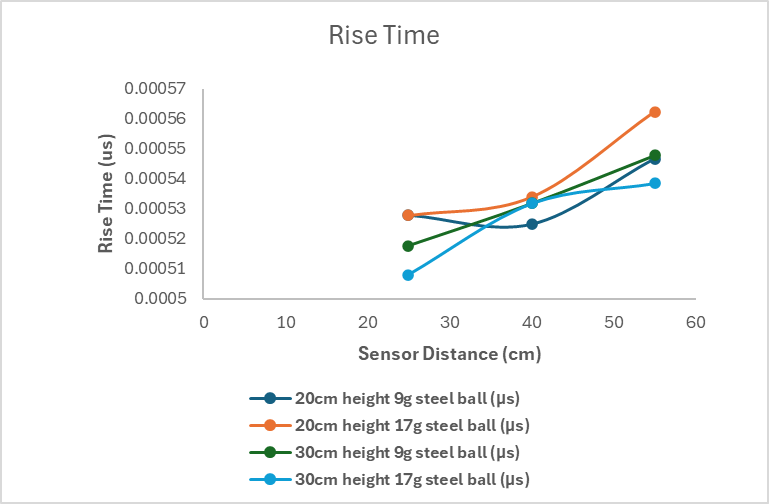 Rise Time
0.00057
0.00056
0.00055
0.00054
0.00053
0.00052
0.00051
0.0005
Rise Time (us)
0 10 20 30 40 50 60
Sensor Distance (cm)
20cm height 9g steel ball (µs)
20cm height 17g steel ball (µs)
30cm height 9g steel ball (µs)
30cm height 17g steel ball (µs)